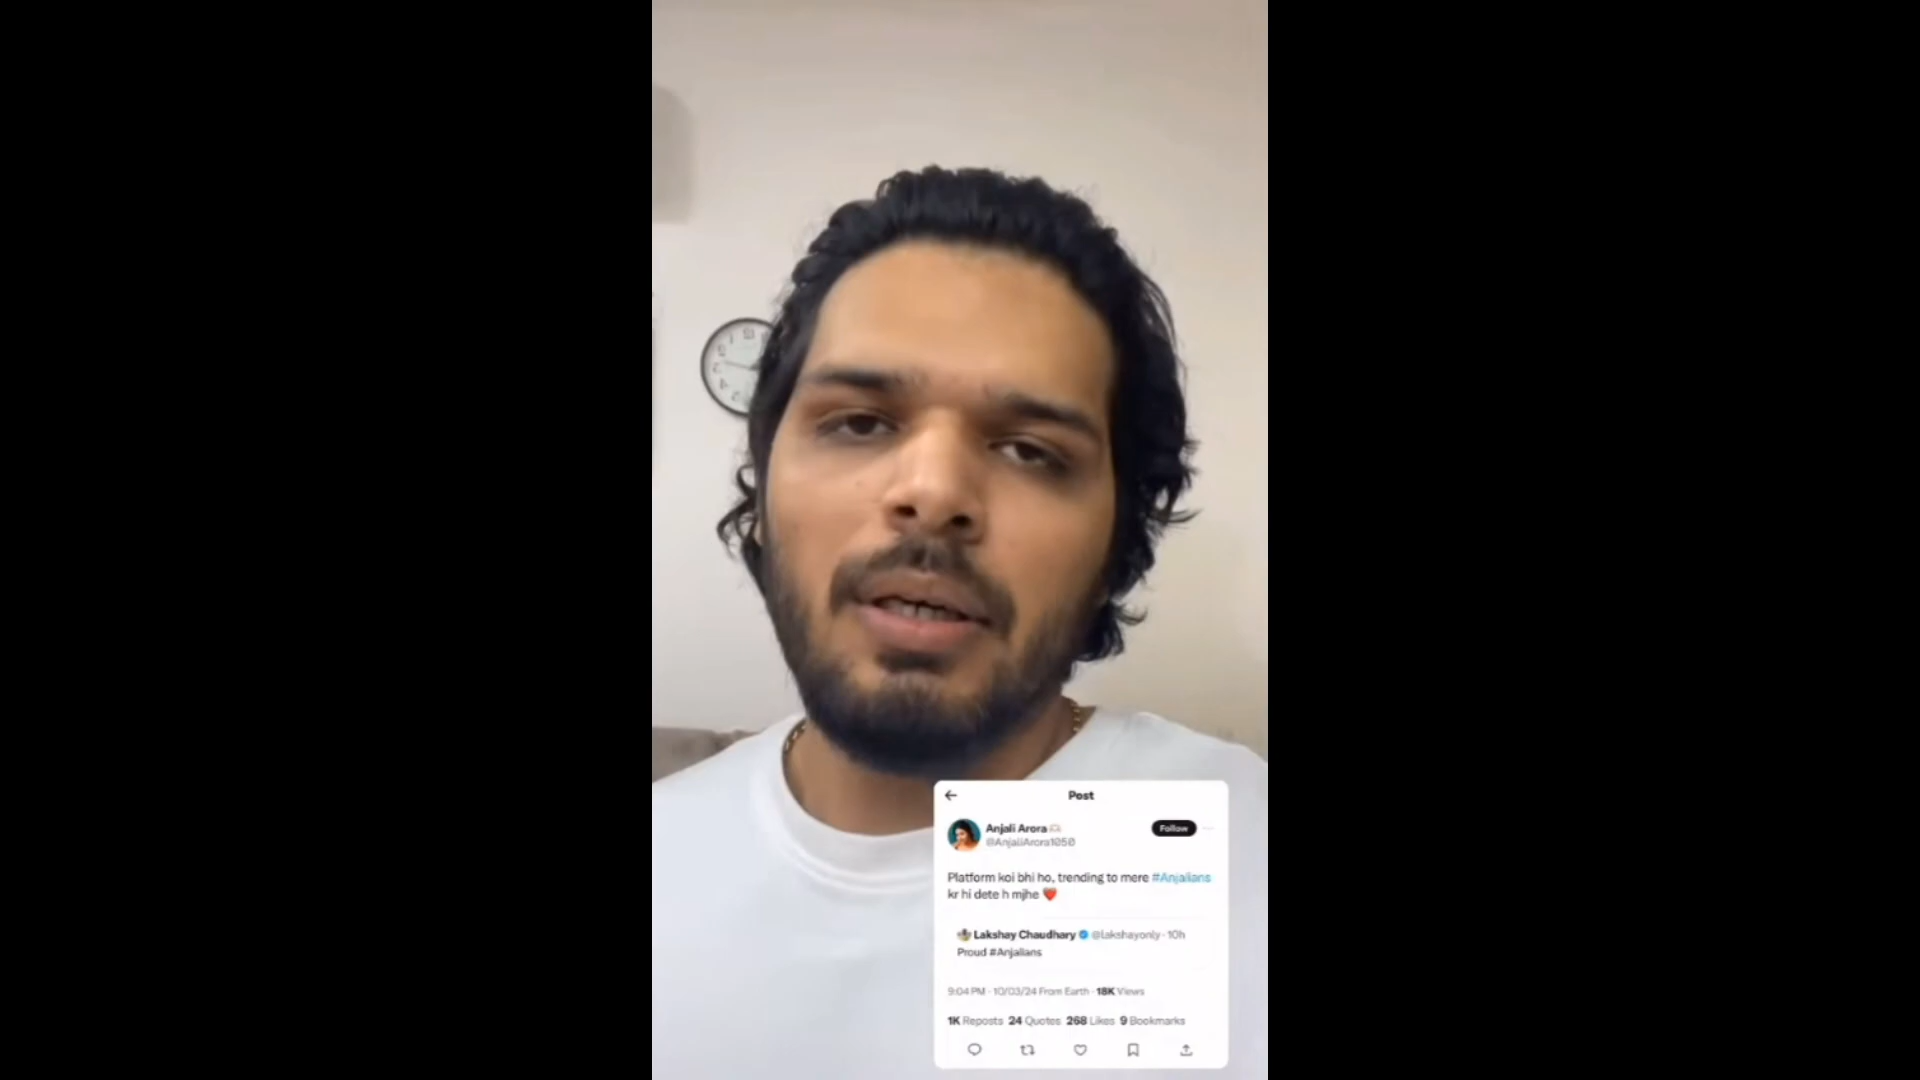 Post
Anjali Arora
Follow
@AnjaliArora1050
Platform koi bhi ho, trending to mere #Anjalians
kr hi dete h mjhe
Lakshay Chaudhary @lakshayonly · 10h
Proud #Anjalians
9:04 PM · 10/03/24 From Earth · 18K Views
1K Reposts 24 Quotes 268 Likes 9 Bookmarks